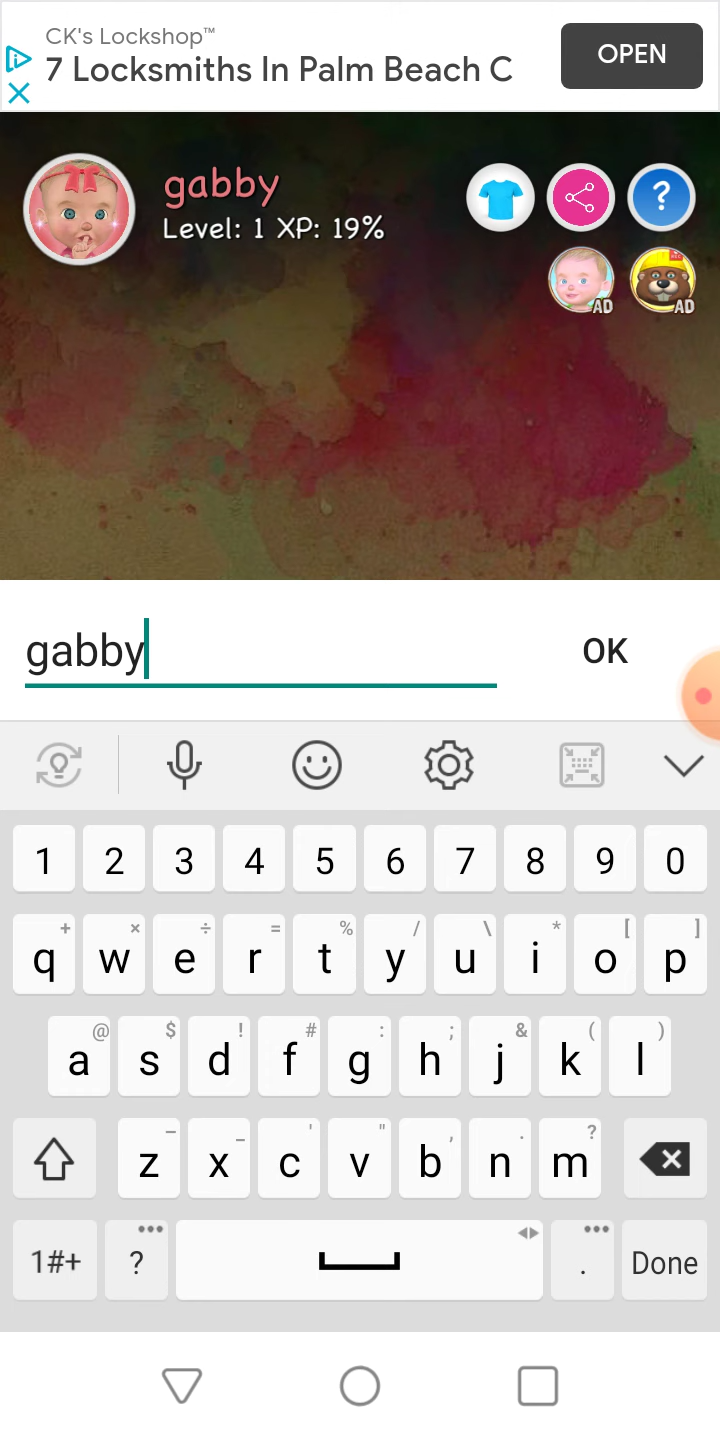 CK's Lockshop™
7 Locksmiths In Palm Beach C
OPEN
gabby
Level: 1 XP: 19%
?
AD
AD
gabby
OK
1 2 3 4 5 6 7 8 9 0
+ × ÷ = % / \ * [ ]
q w e r t y u i o p
@ $ ! # : ; & ( )
a s d f g h j k l
– _ ' " , . ?
z x c v b n m
1#+ ? . Done